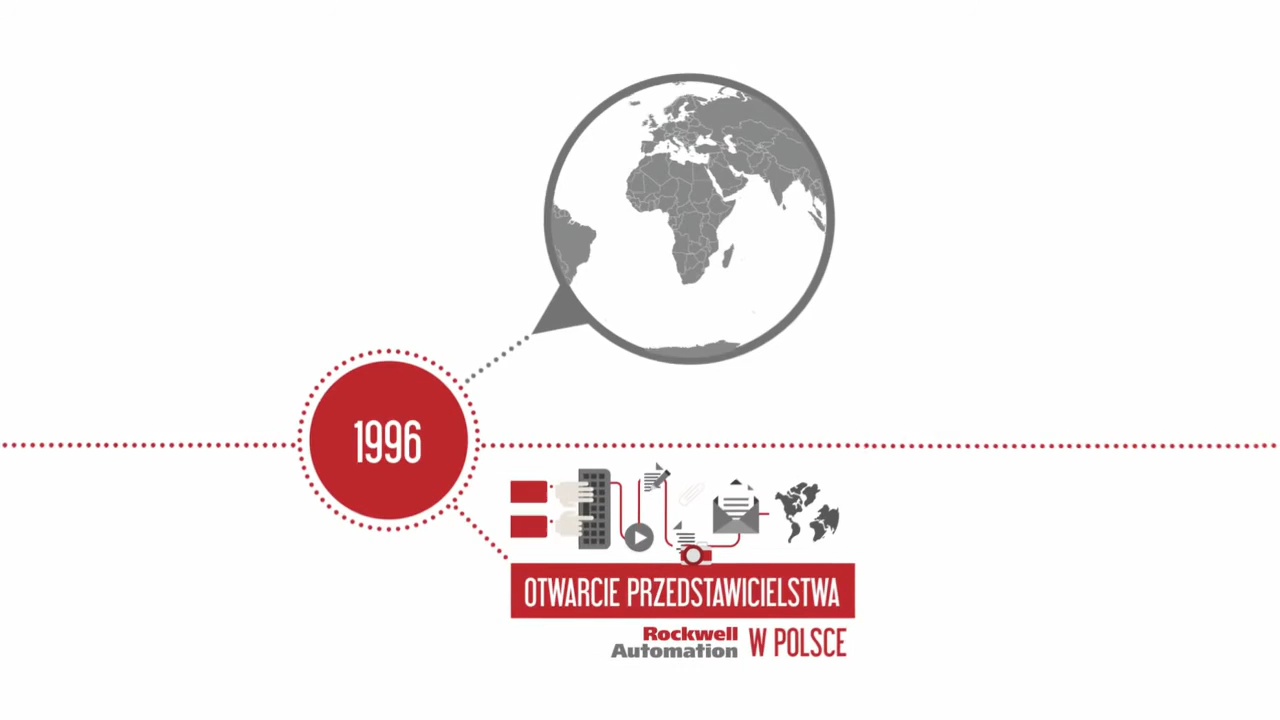 1996
OTWARCIE PRZEDSTAWICIELSTWA
Rockwell
Automation
W POLSCE